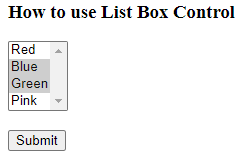 How to use List Box Control
Red
Blue
Green
Pink
Submit